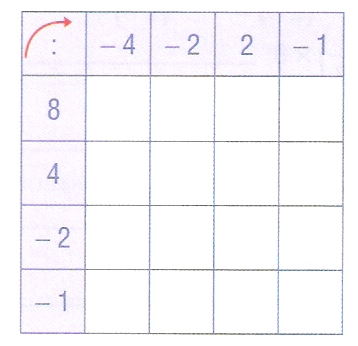 : – 4 – 2 2 – 1
8
4
– 2
– 1